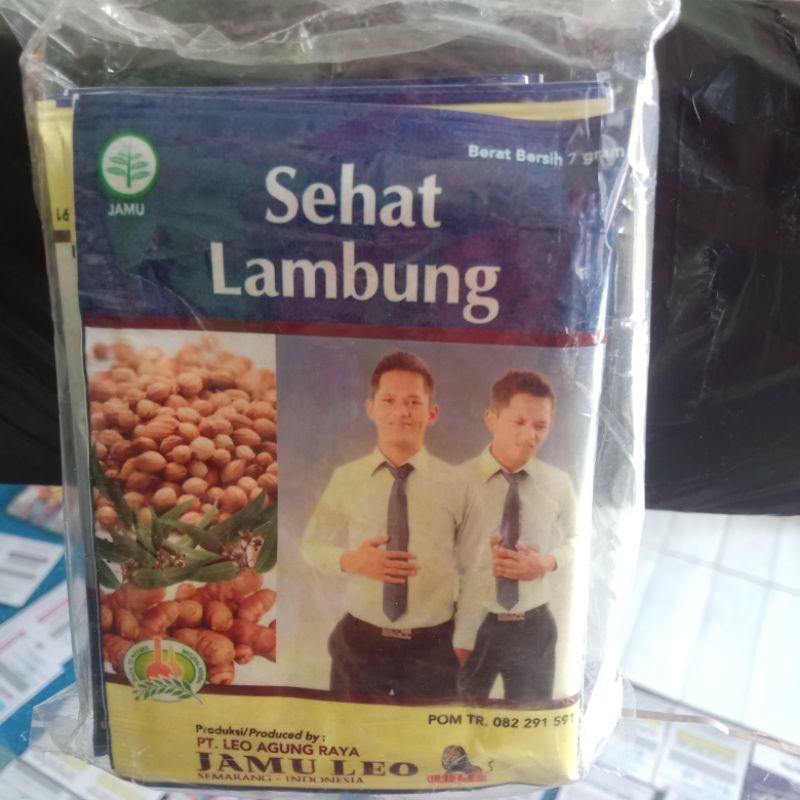 Berat Bersih 7 gram
JAMU
Sehat
Lambung
POM TR. 082 291 591
Produksi/Produced by :
PT. LEO AGUNG RAYA
JAMU LEO
SEMARANG - INDONESIA